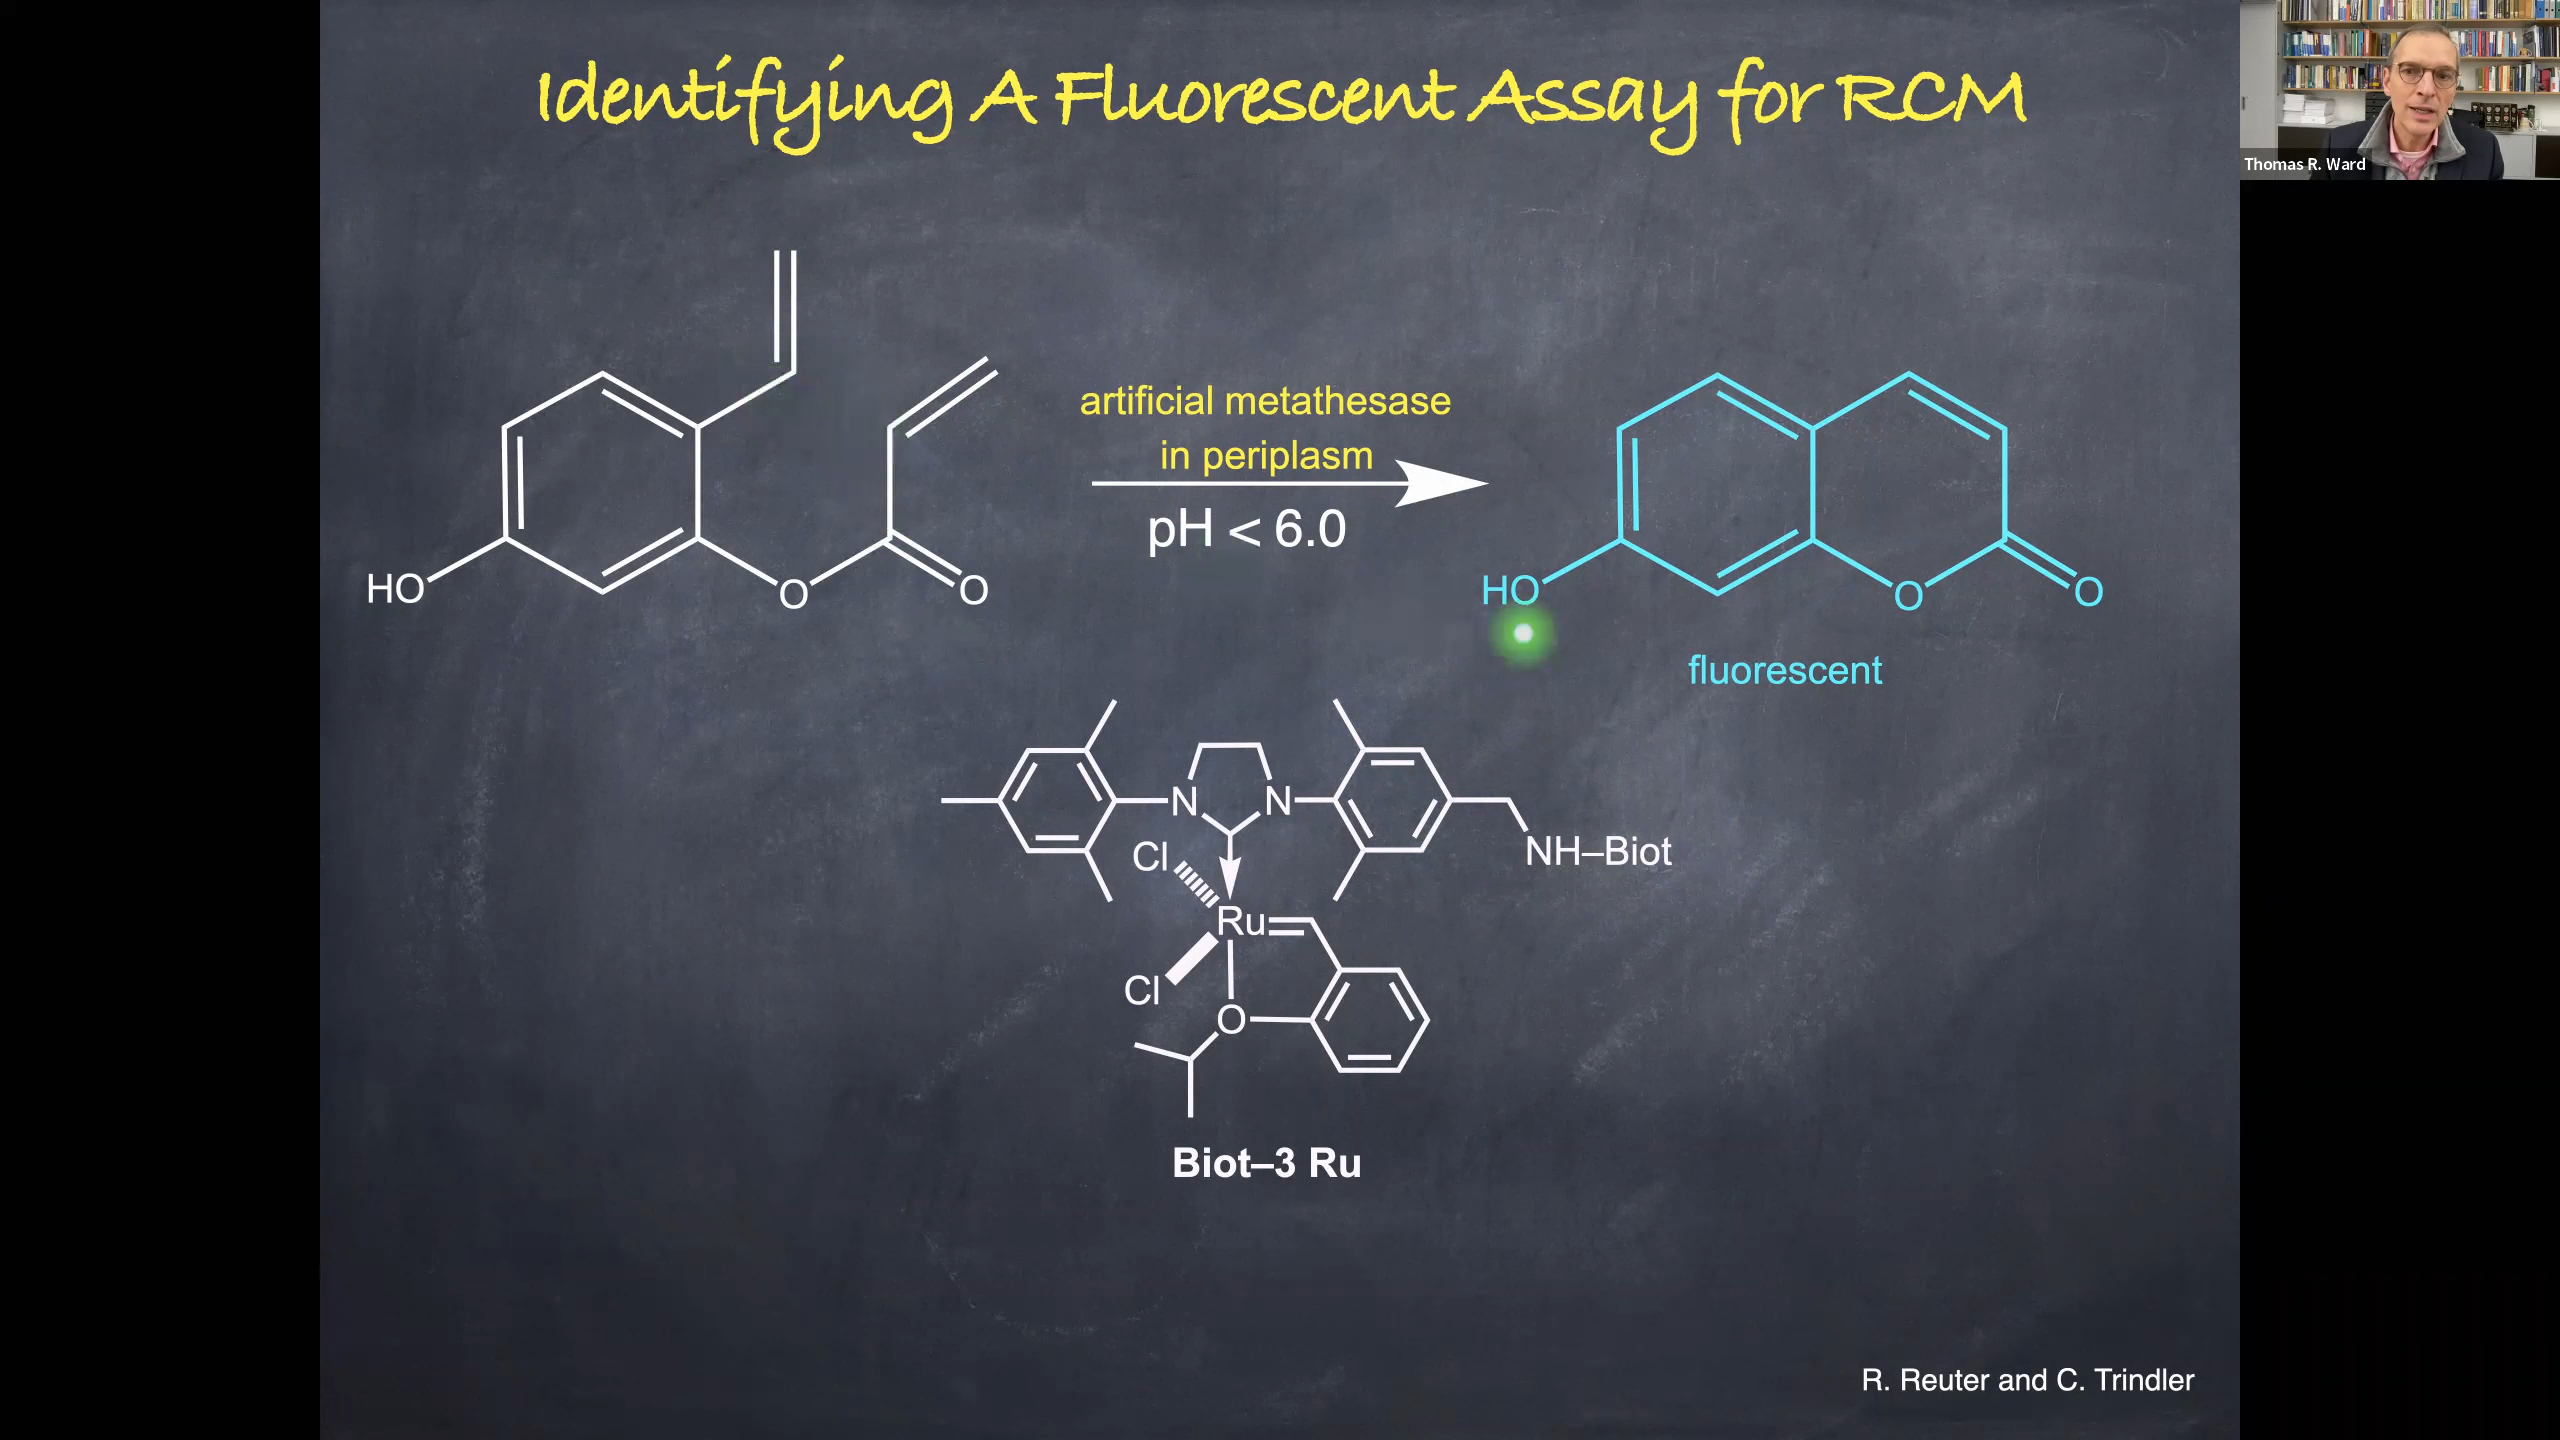 Identifying A Fluorescent Assay for RCM
Thomas R. Ward
artificial metathesase
in periplasm
pH < 6.0
HO
O
O
HO
O
O
fluorescent
N
N
Cl
NH–Biot
Ru
Cl
O
Biot–3 Ru
R. Reuter and C. Trindler